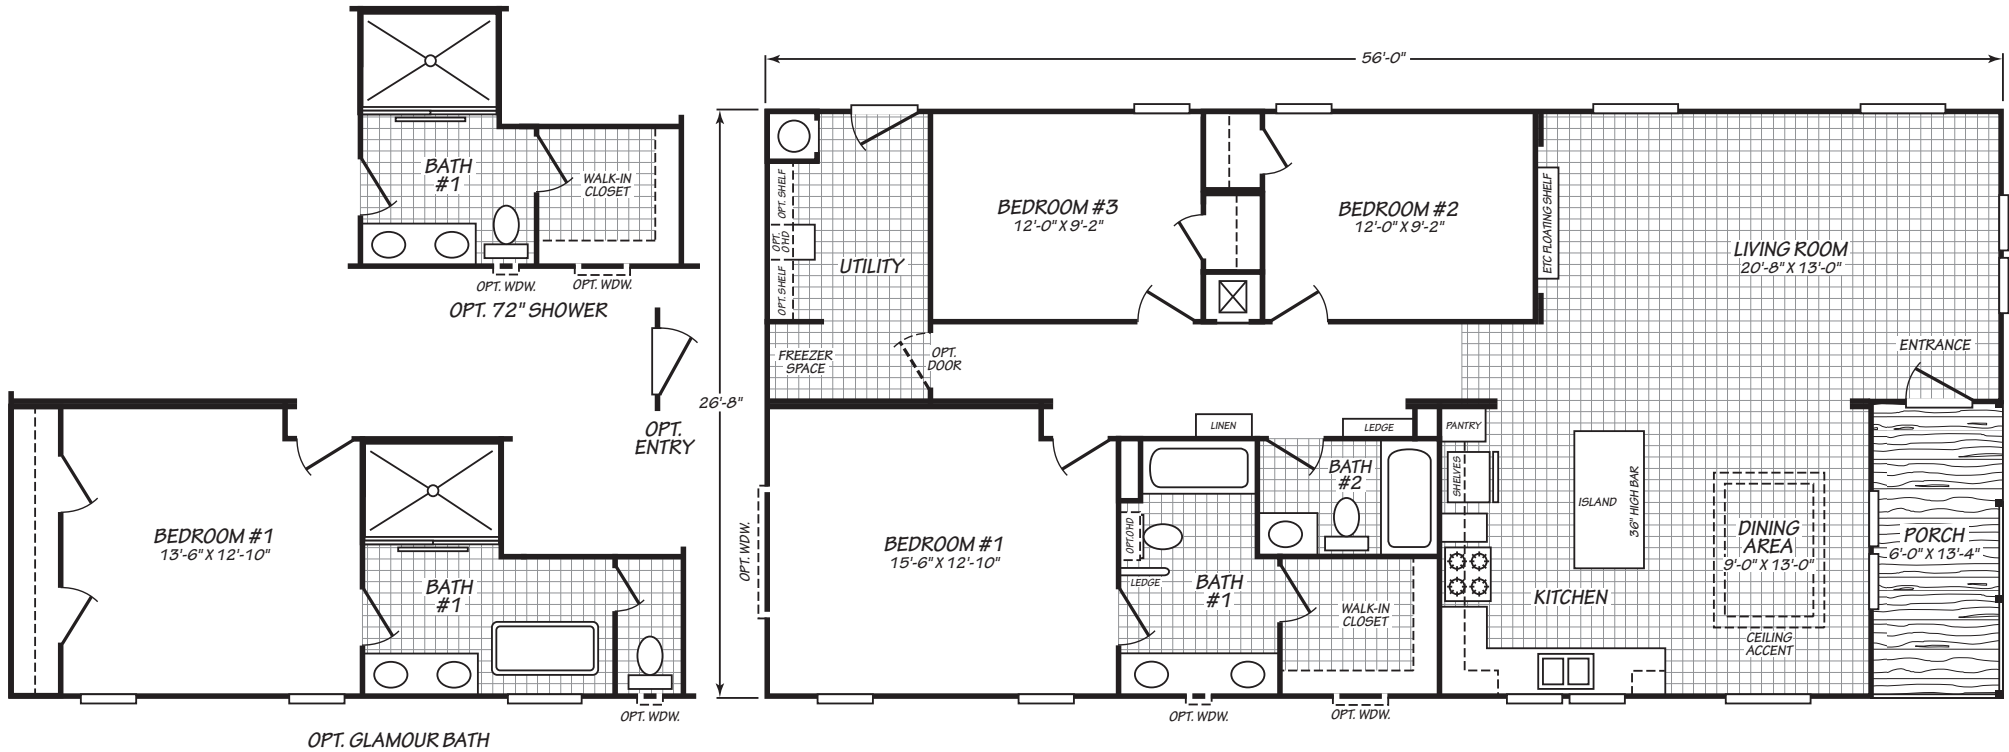 BATH
#1
WALK-IN
CLOSET
OPT. WDW.
OPT. WDW.
OPT. 72" SHOWER
OPT.
ENTRY
BEDROOM #1
13'-6" X 12'-10"
BATH
#1
OPT. WDW.
OPT. GLAMOUR BATH
56'-0"
26'-8"
OPT. SHELF
OPT.
O'HD
OPT. SHELF
UTILITY
FREEZER
SPACE
OPT.
DOOR
BEDROOM #3
12'-0" X 9'-2"
BEDROOM #2
12'-0" X 9'-2"
ETC FLOATING SHELF
LIVING ROOM
20'-8" X 13'-0"
ENTRANCE
OPT. WDW.
BEDROOM #1
15'-6" X 12'-10"
LINEN
LEDGE
BATH
#2
OPT. O'HD
LEDGE
BATH
#1
WALK-IN
CLOSET
OPT. WDW.
OPT. WDW.
PANTRY
SHELVES
ISLAND
36" HIGH BAR
KITCHEN
DINING
AREA
9'-0" X 13'-0"
CEILING
ACCENT
PORCH
6'-0" X 13'-4"